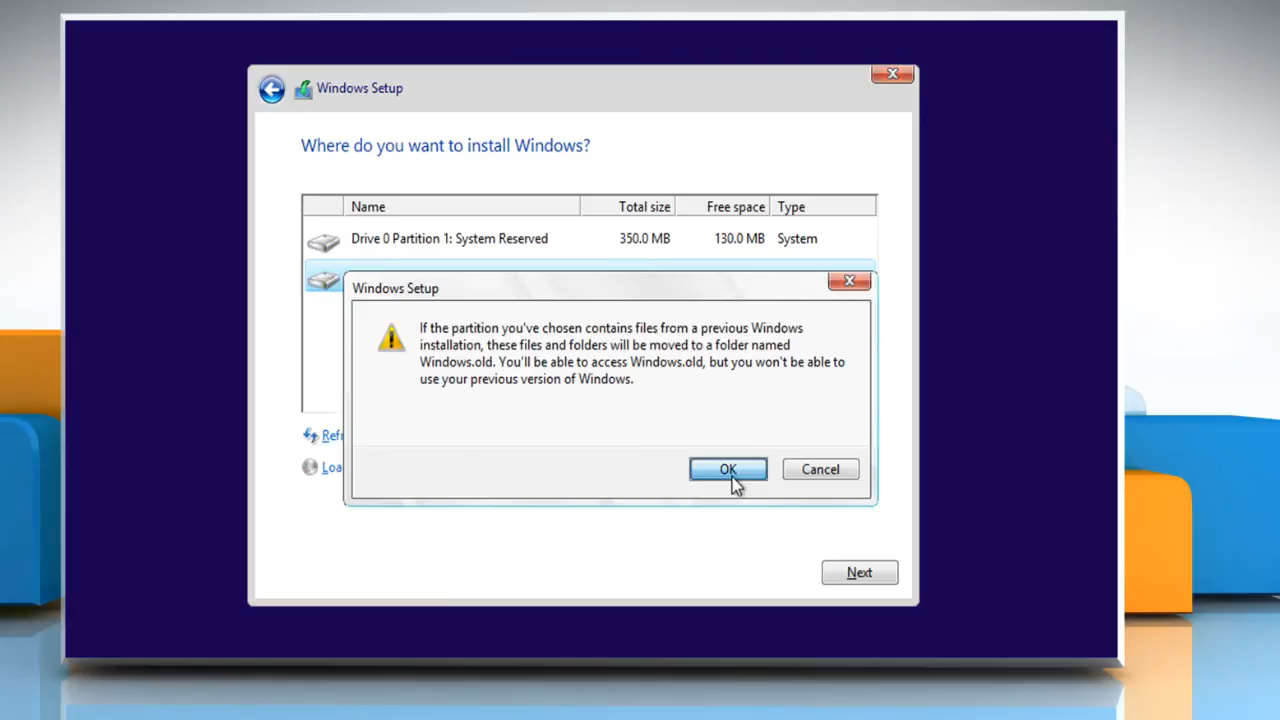 Windows Setup
Where do you want to install Windows?
Name Total size Free space Type
Drive 0 Partition 1: System Reserved 350.0 MB 130.0 MB System
Windows Setup
If the partition you've chosen contains files from a previous Windows
installation, these files and folders will be moved to a folder named
Windows.old. You'll be able to access Windows.old, but you won't be able to
use your previous version of Windows.
Refr
Loa
OK Cancel
Next